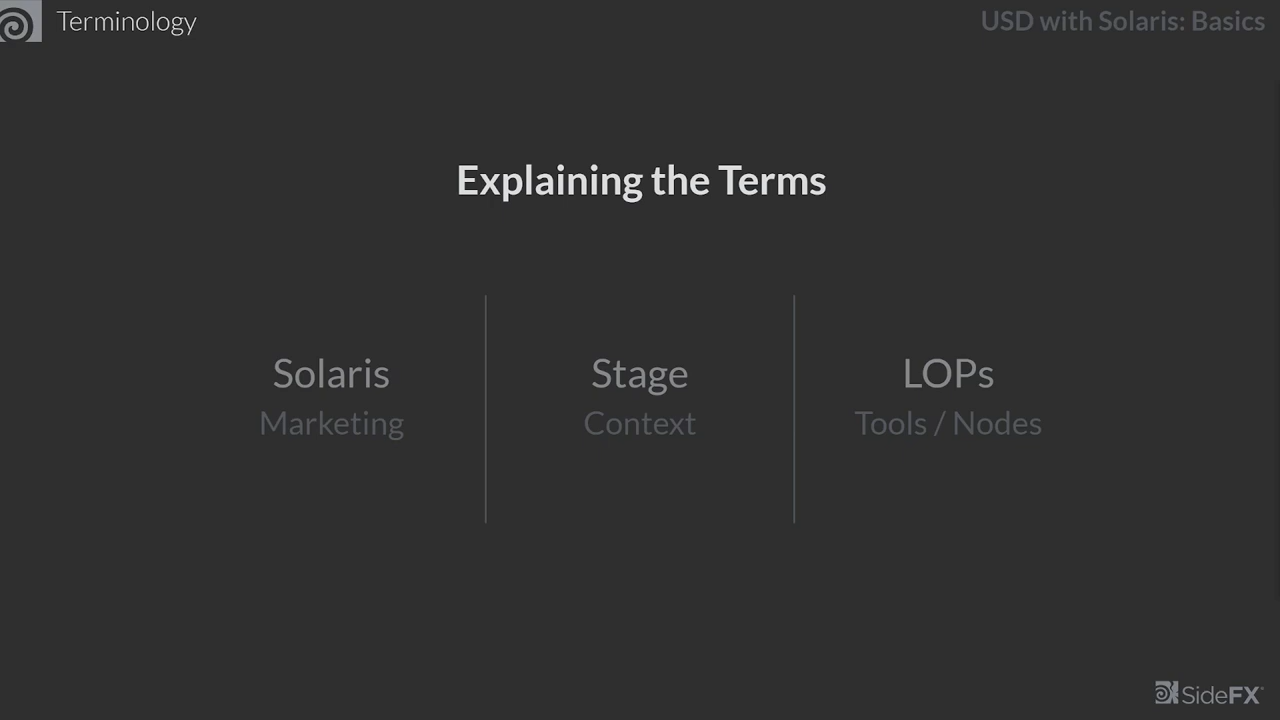 Terminology
USD with Solaris: Basics
Explaining the Terms
Solaris
Marketing
Stage
Context
LOPs
Tools / Nodes
SideFX